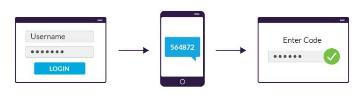 Username
•••••••
LOGIN
564872
Enter Code
••••••